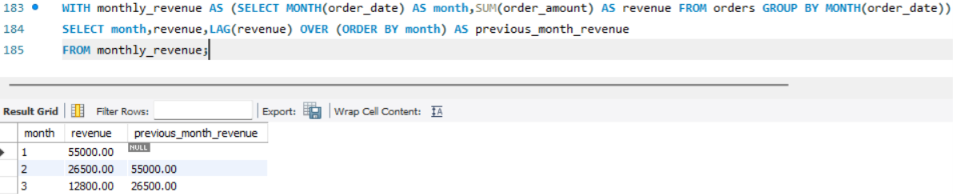 183 WITH monthly_revenue AS (SELECT MONTH(order_date) AS month,SUM(order_amount) AS revenue FROM orders GROUP BY MONTH(order_date))
184 SELECT month,revenue,LAG(revenue) OVER (ORDER BY month) AS previous_month_revenue
185 FROM monthly_revenue;
Result Grid Filter Rows: Export: Wrap Cell Content: IA
month revenue previous_month_revenue
1 55000.00 NULL
2 26500.00 55000.00
3 12800.00 26500.00